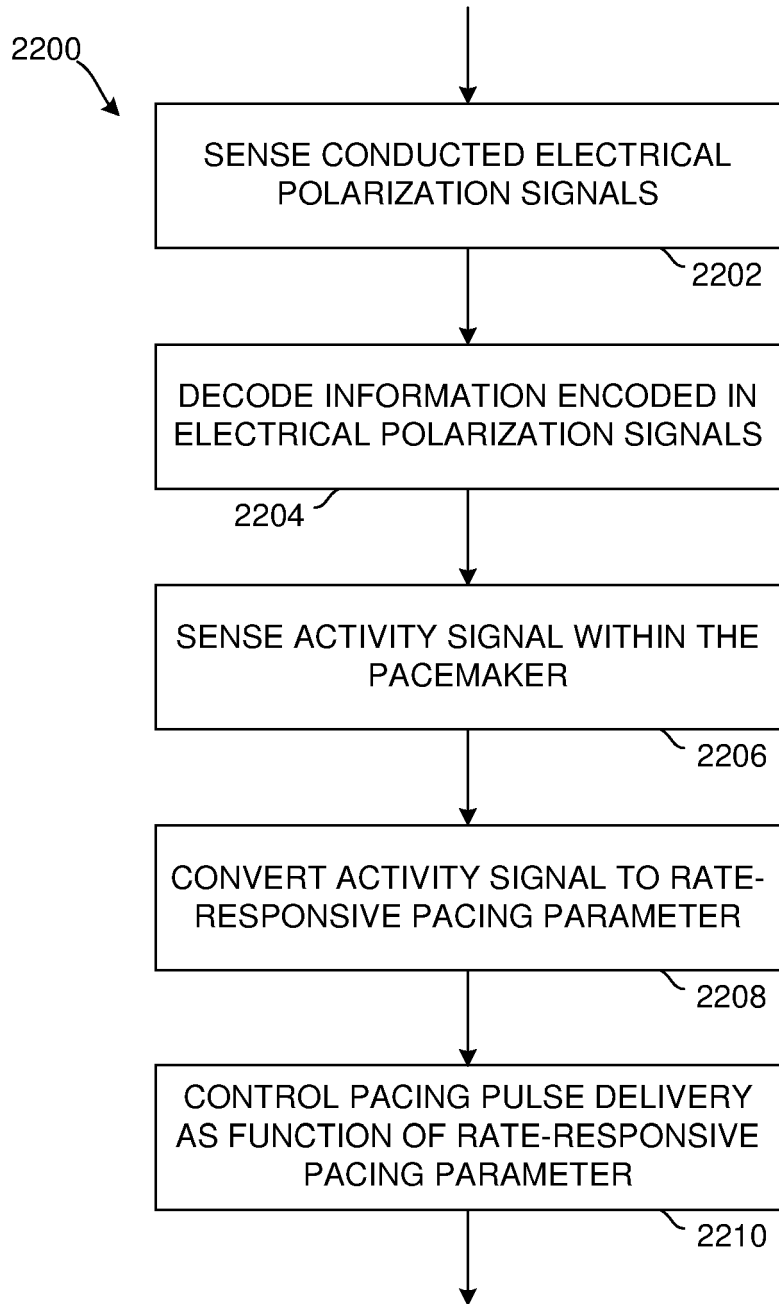 2200
SENSE CONDUCTED ELECTRICAL
POLARIZATION SIGNALS
2202
DECODE INFORMATION ENCODED IN
ELECTRICAL POLARIZATION SIGNALS
2204
SENSE ACTIVITY SIGNAL WITHIN THE
PACEMAKER
2206
CONVERT ACTIVITY SIGNAL TO RATE-
RESPONSIVE PACING PARAMETER
2208
CONTROL PACING PULSE DELIVERY
AS FUNCTION OF RATE-RESPONSIVE
PACING PARAMETER
2210